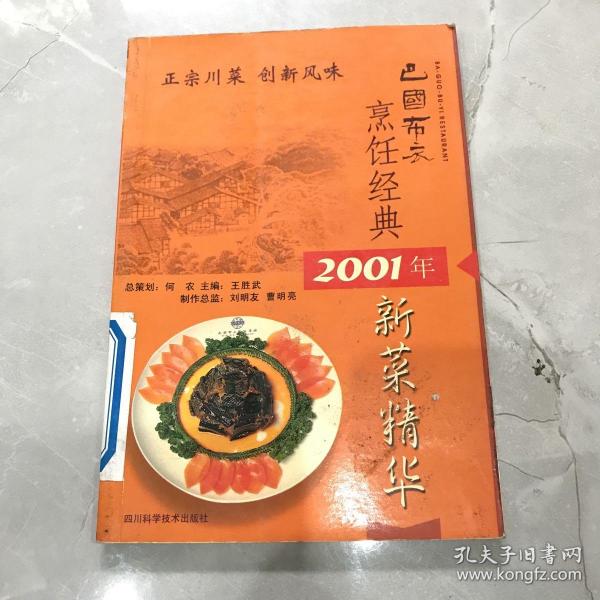 正宗川菜 创新风味
巴國布衣
BA·GUO·BU·YI RESTAURANT
烹饪经典
2001年
新菜精华
总策划：何 农 主编：王胜武
制作总监：刘明友 曹明亮
四川科学技术出版社
孔夫子旧书网
www.kongfz.com